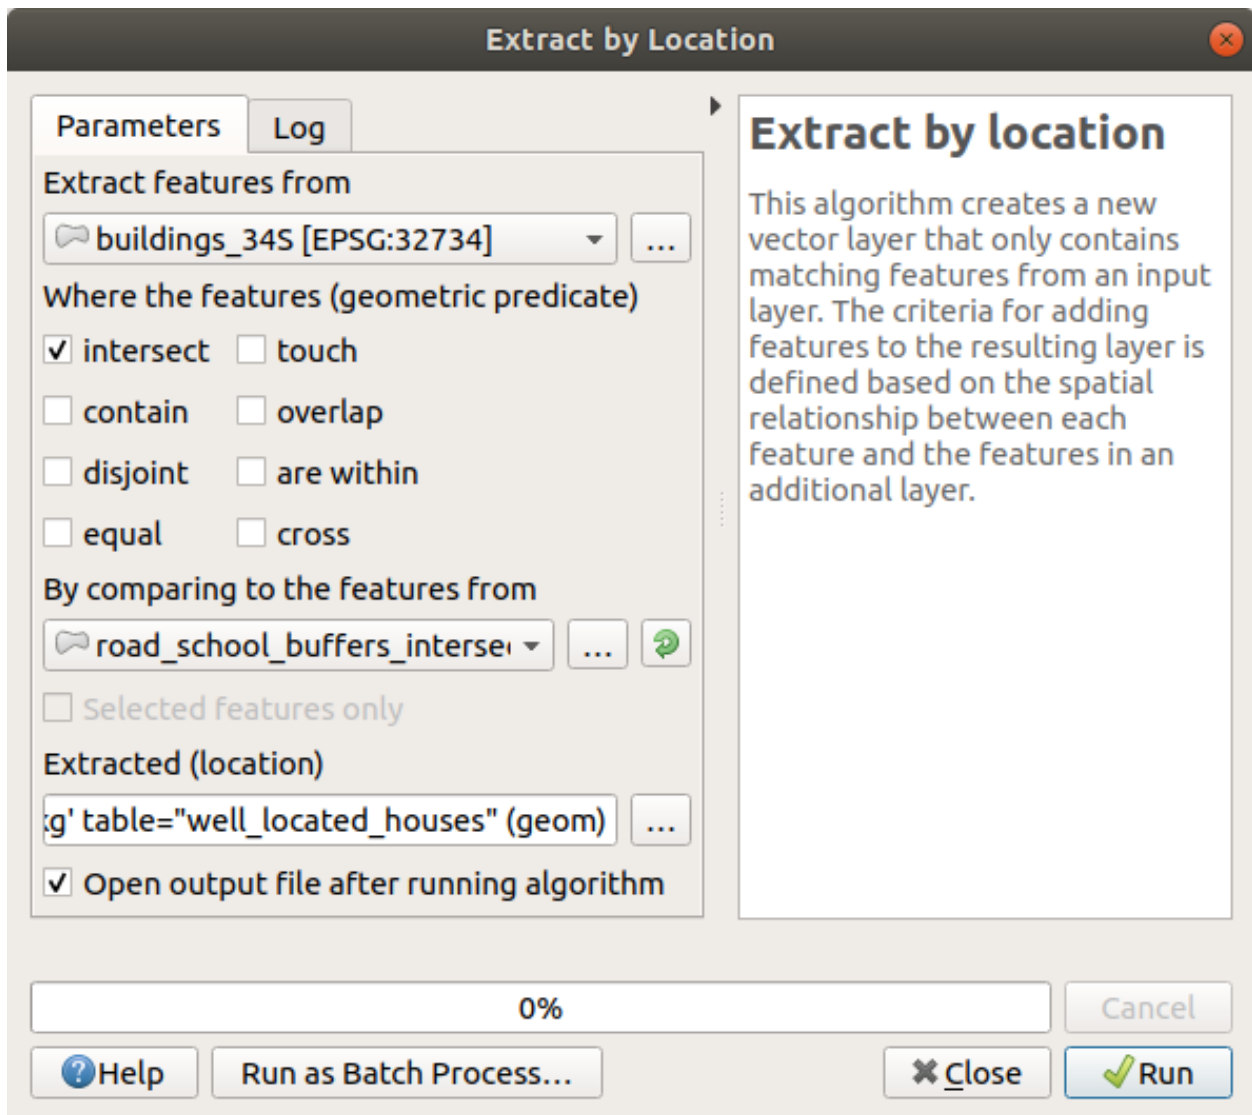 Extract by Location
Parameters
Log
Extract features from
buildings_34S [EPSG:32734]
...
Where the features (geometric predicate)
intersect
touch
contain
overlap
disjoint
are within
equal
cross
By comparing to the features from
road_school_buffers_interse
...
Selected features only
Extracted (location)
kg' table="well_located_houses" (geom)
...
Open output file after running algorithm
Extract by location
This algorithm creates a new
vector layer that only contains
matching features from an input
layer. The criteria for adding
features to the resulting layer is
defined based on the spatial
relationship between each
feature and the features in an
additional layer.
0%
Cancel
Help
Run as Batch Process...
Close
Run